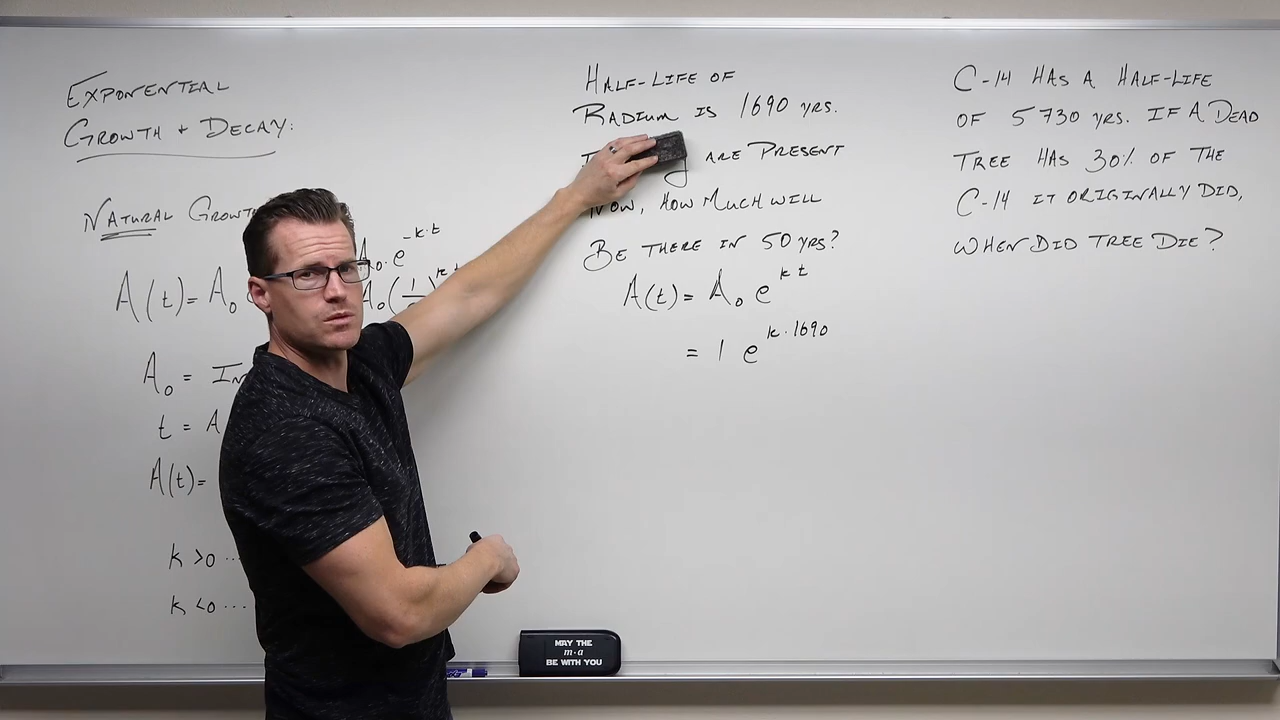 EXPONENTIAL
GROWTH + DECAY:
NATURAL GROWT
A(t) = A₀
A₀ · e^-k·t
A₀(1/
k t
A₀ = In
t = A
A(t) =
k > 0 ...
k < 0 ...
HALF-LIFE OF
RADIUM IS 1690 YRS.
ARE PRESENT
NOW, HOW MUCH WILL
BE THERE IN 50 YRS?
A(t) = A₀ e^kt
= 1 e^k·1690
C-14 HAS A HALF-LIFE
OF 5730 YRS. IF A DEAD
TREE HAS 30% OF THE
C-14 IT ORIGINALLY DID,
WHEN DID TREE DIE?
MAY THE
m·a
BE WITH YOU